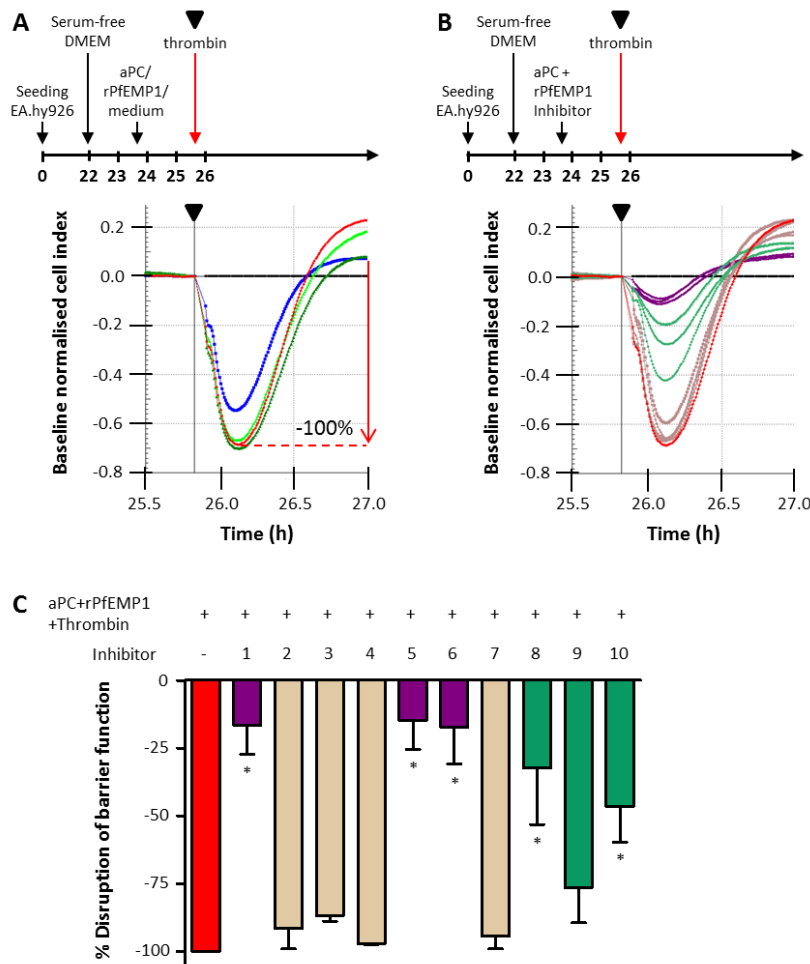 A
Serum-free
DMEM
thrombin
Seeding
EA.hy926
aPC/
rPfEMP1/
medium
0 22 23 24 25 26
Baseline normalised cell index
0.2
0.0
-0.2
-0.4
-0.6
-0.8
-100%
25.5 26.0 26.5 27.0
Time (h)
B
Serum-free
DMEM
thrombin
Seeding
EA.hy926
aPC +
rPfEMP1
Inhibitor
0 22 23 24 25 26
Baseline normalised cell index
0.2
0.0
-0.2
-0.4
-0.6
-0.8
25.5 26.0 26.5 27.0
Time (h)
C
aPC+rPfEMP1
+Thrombin
+ + + + + + + + + + +
Inhibitor - 1 2 3 4 5 6 7 8 9 10
% Disruption of barrier function
0
-25
-50
-75
-100
* * * * *